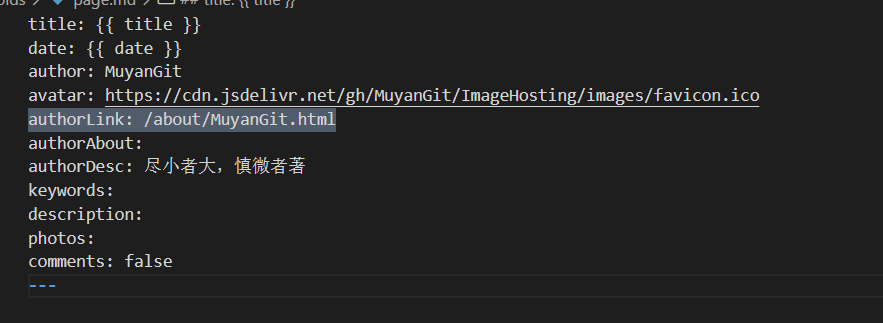 page.md
## title: {{ title }}
title: {{ title }}
date: {{ date }}
author: MuyanGit
avatar: https://cdn.jsdelivr.net/gh/MuyanGit/ImageHosting/images/favicon.ico
authorLink: /about/MuyanGit.html
authorAbout:
authorDesc: 尽小者大，慎微者著
keywords:
description:
photos:
comments: false
---